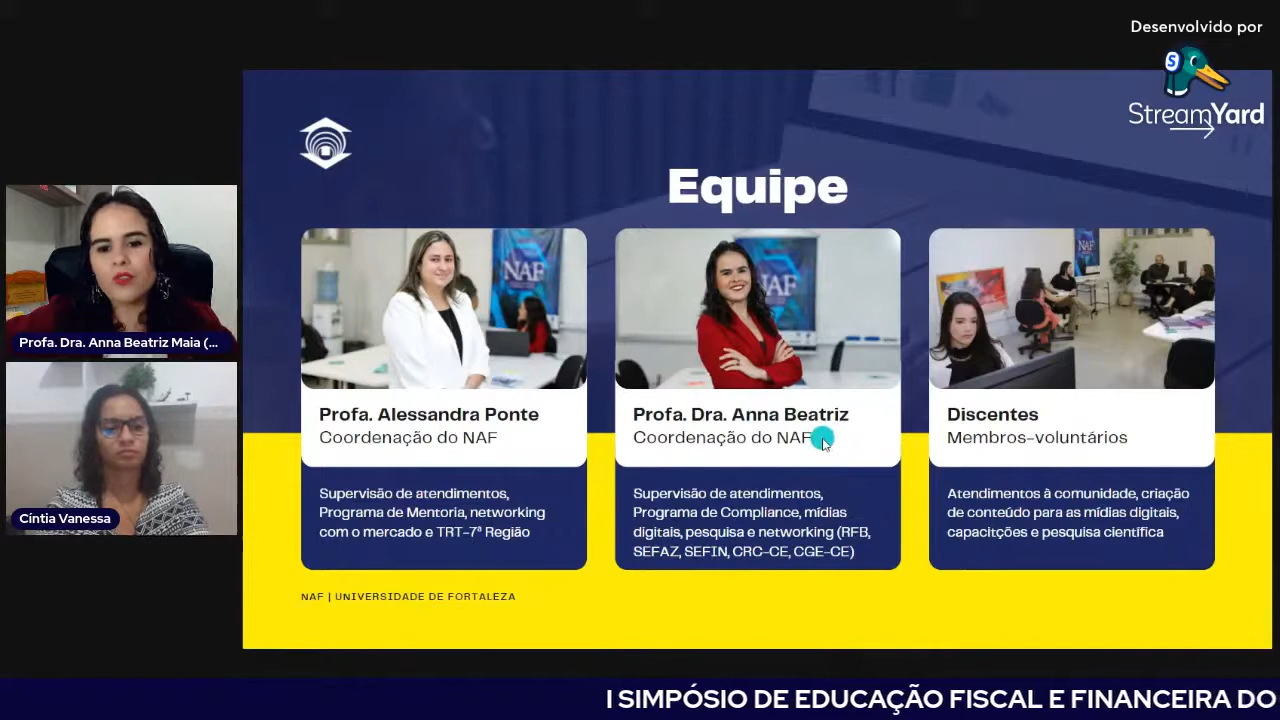 Desenvolvido por
StreamYard
Equipe
NAF
NAF
NAF
Profa. Alessandra Ponte
Coordenação do NAF
Supervisão de atendimentos,
Programa de Mentoria, networking
com o mercado e TRT-7ª Região
Profa. Dra. Anna Beatriz
Coordenação do NAF
Supervisão de atendimentos,
Programa de Compliance, mídias
digitais, pesquisa e networking (RFB,
SEFAZ, SEFIN, CRC-CE, CGE-CE)
Discentes
Membros-voluntários
Atendimentos à comunidade, criação
de conteúdo para as mídias digitais,
capacitções e pesquisa científica
NAF | UNIVERSIDADE DE FORTALEZA
Profa. Dra. Anna Beatriz Maia (...
Cíntia Vanessa
I SIMPÓSIO DE EDUCAÇÃO FISCAL E FINANCEIRA DO